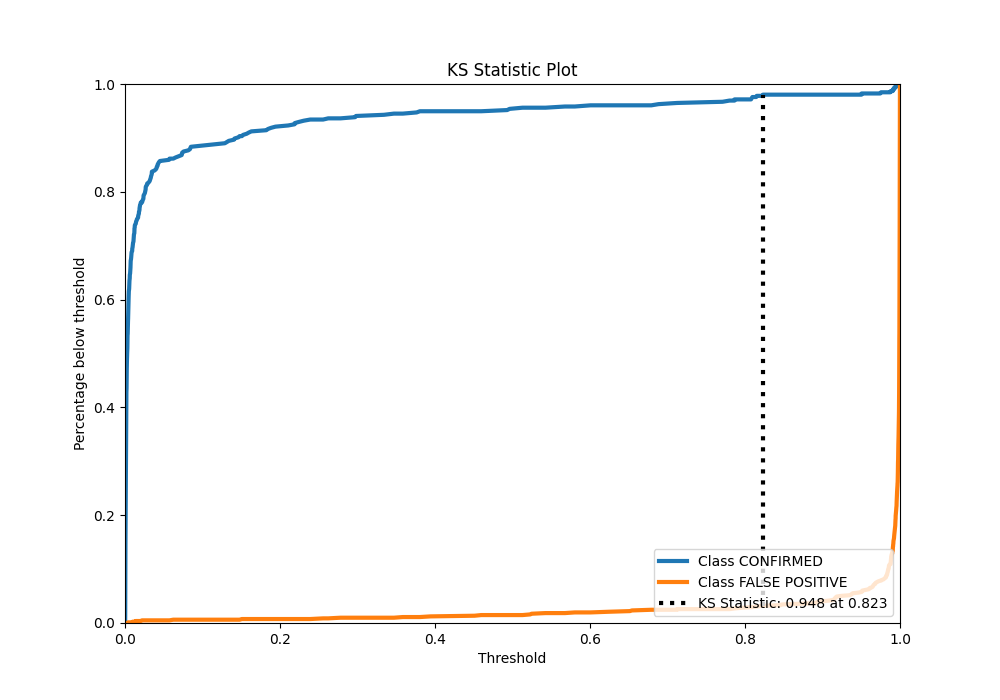 KS Statistic Plot
Percentage below threshold
1.0
0.8
0.6
0.4
0.2
0.0
0.0 0.2 0.4 0.6 0.8 1.0
Threshold
Class CONFIRMED
Class FALSE POSITIVE
KS Statistic: 0.948 at 0.823